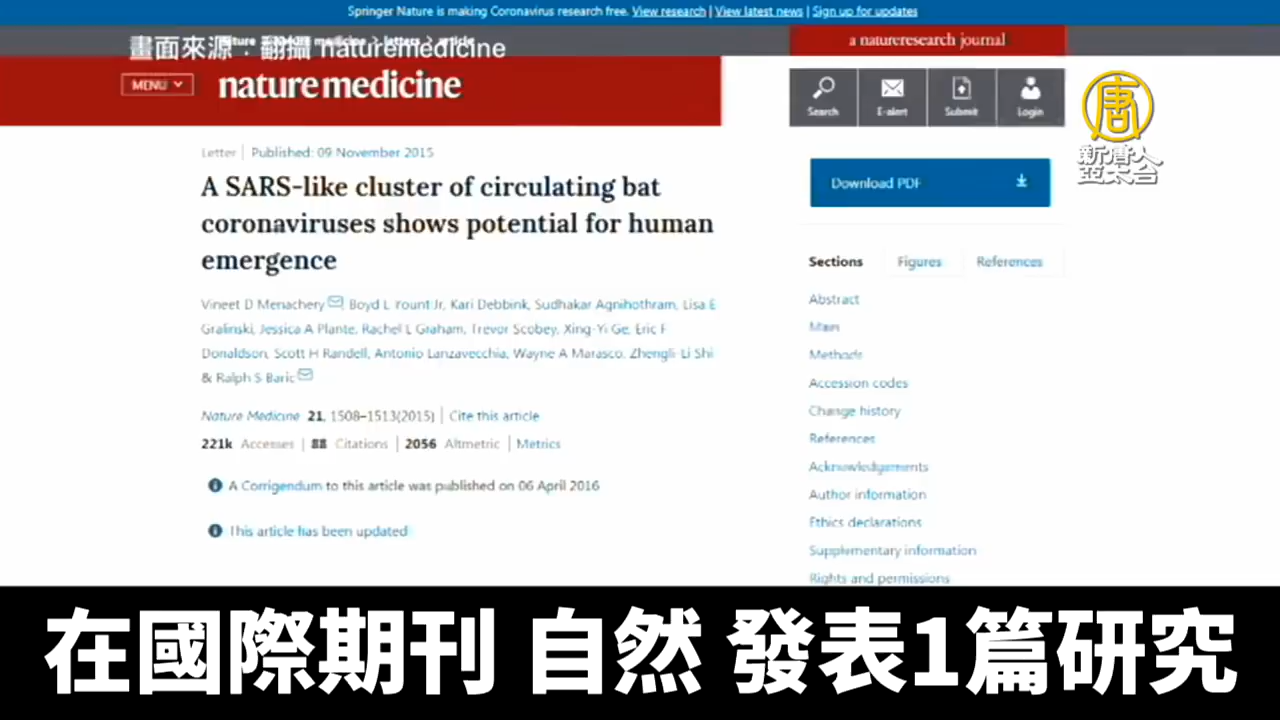 Springer Nature is making Coronavirus research free. View research | View latest news | Sign up for updates
畫面來源：翻攝 naturemedicine
a natureresearch journal
MENU
nature medicine
Search
E-alert
Submit
Login
唐
新唐人
亞太台
Letter | Published: 09 November 2015
A SARS-like cluster of circulating bat
coronaviruses shows potential for human
emergence
Download PDF
Sections
Figures
References
Vineet D Menachery, Boyd L Yount Jr, Kari Debbink, Sudhakar Agnihothram, Lisa E
Gralinski, Jessica A Plante, Rachel L Graham, Trevor Scobey, Xing-Yi Ge, Eric F
Donaldson, Scott H Randell, Antonio Lanzavecchia, Wayne A Marasco, Zhengli-Li Shi
& Ralph S Baric
Nature Medicine 21, 1508–1513(2015) | Cite this article
221k Accesses | 88 Citations | 2056 Altmetric | Metrics
A Corrigendum to this article was published on 06 April 2016
This article has been updated
Abstract
Main
Methods
Accession codes
Change history
References
Acknowledgements
Author information
Ethics declarations
Supplementary information
Rights and permissions
在國際期刊 自然 發表1篇研究